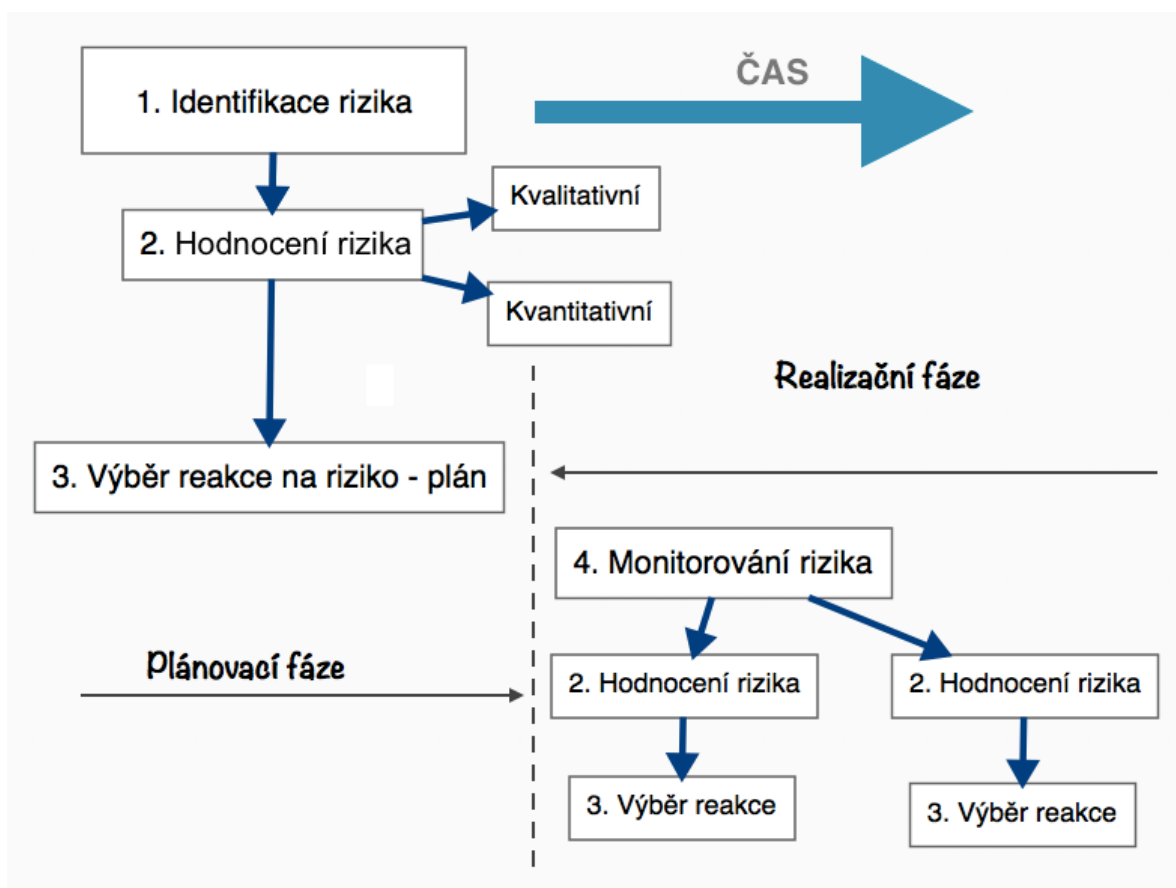 1. Identifikace rizika
ČAS
Kvalitativní
2. Hodnocení rizika
Kvantitativní
Realizační fáze
3. Výběr reakce na riziko - plán
4. Monitorování rizika
Plánovací fáze
2. Hodnocení rizika
2. Hodnocení rizika
3. Výběr reakce
3. Výběr reakce